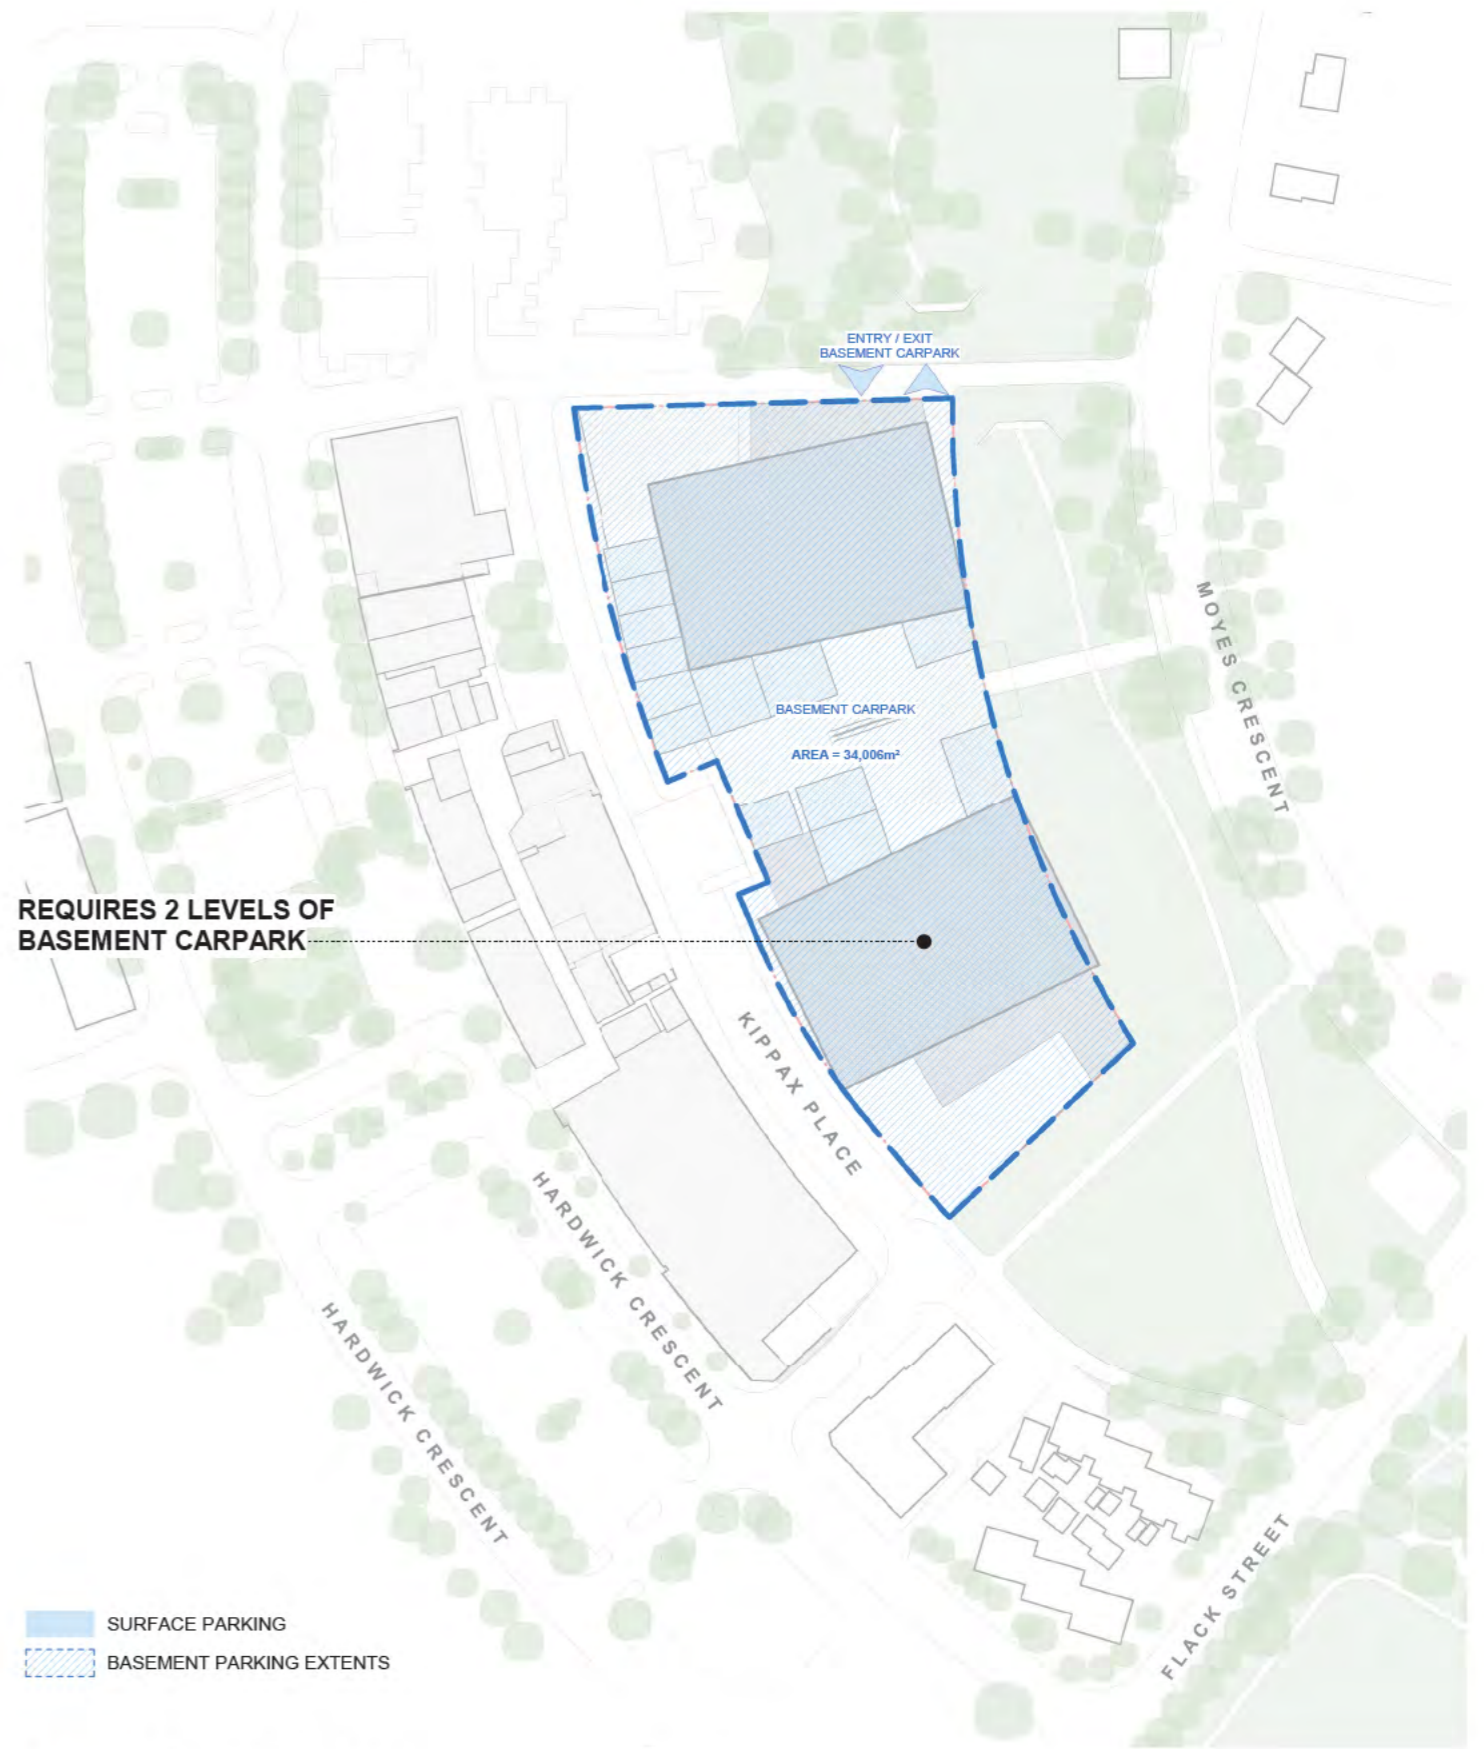 ENTRY / EXIT
BASEMENT CARPARK
MOYES CRESCENT
BASEMENT CARPARK
AREA = 34,006m²
REQUIRES 2 LEVELS OF
BASEMENT CARPARK
KIPPAX PLACE
HARDWICK CRESCENT
HARDWICK CRESCENT
FLACK STREET
SURFACE PARKING
BASEMENT PARKING EXTENTS